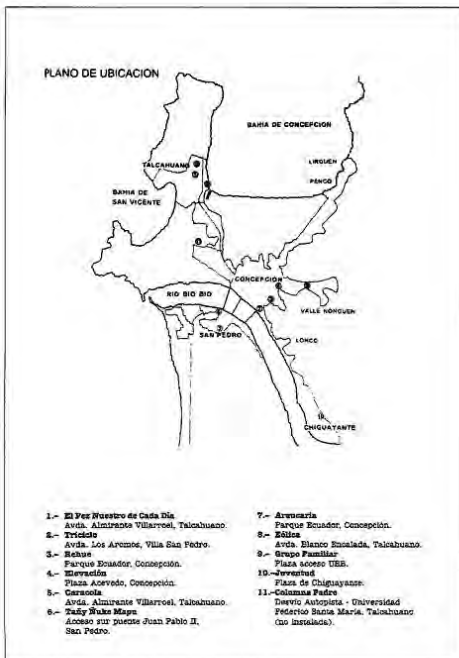 PLANO DE UBICACION
BAHIA DE CONCEPCION
LIRQUEN
TALCAHUANO
PENCO
BAHIA DE
SAN VICENTE
CONCEPCION
RIO BIO BIO
VALLE NONGUEN
SAN PEDRO
LONCO
CHIGUAYANTE
1.- El Pez Nuestro de Cada Día
Avda. Almirante Villarroel, Talcahuano.
2.- Triciclo
Avda. Los Aromos, Villa San Pedro.
3.- Rehue
Parque Ecuador, Concepción.
4.- Elevación
Plaza Acevedo, Concepción.
5.- Caracola
Avda. Almirante Villarroel, Talcahuano.
6.- Tañy Ñuke Mapu
Acceso sur puente Juan Pablo II,
San Pedro.
7.- Araucaria
Parque Ecuador, Concepción.
8.- Eólica
Avda. Blanco Encalada, Talcahuano.
9.- Grupo Familiar
Plaza acceso UBB.
10.-Juventud
Plaza de Chiguayante.
11.-Columna Padre
Desvío Autopista - Universidad
Federico Santa María, Talcahuano
(no instalada).